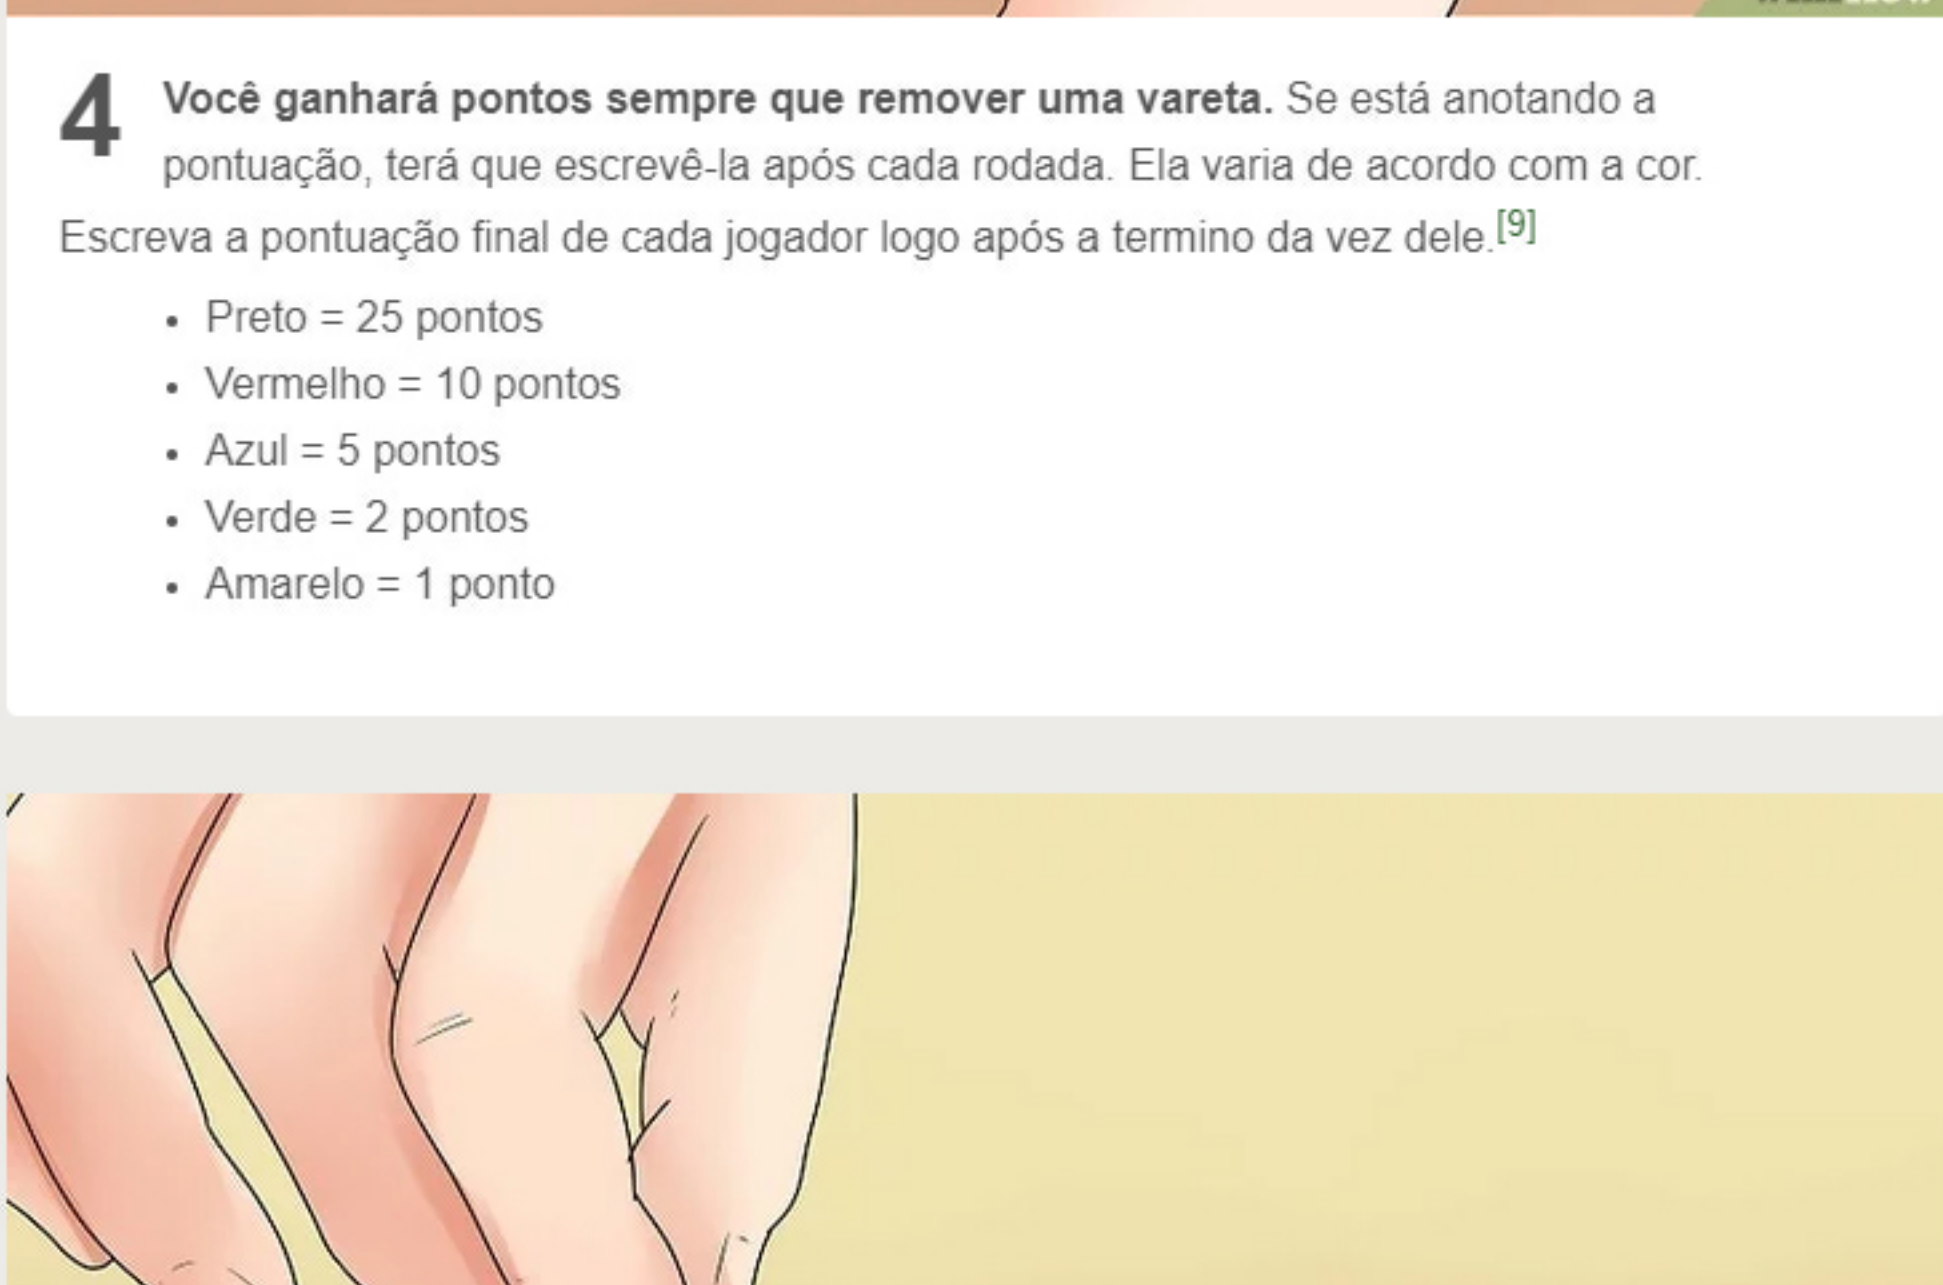 4
Você ganhará pontos sempre que remover uma vareta. Se está anotando a
pontuação, terá que escrevê-la após cada rodada. Ela varia de acordo com a cor.
Escreva a pontuação final de cada jogador logo após a termino da vez dele.[9]
• Preto = 25 pontos
• Vermelho = 10 pontos
• Azul = 5 pontos
• Verde = 2 pontos
• Amarelo = 1 ponto